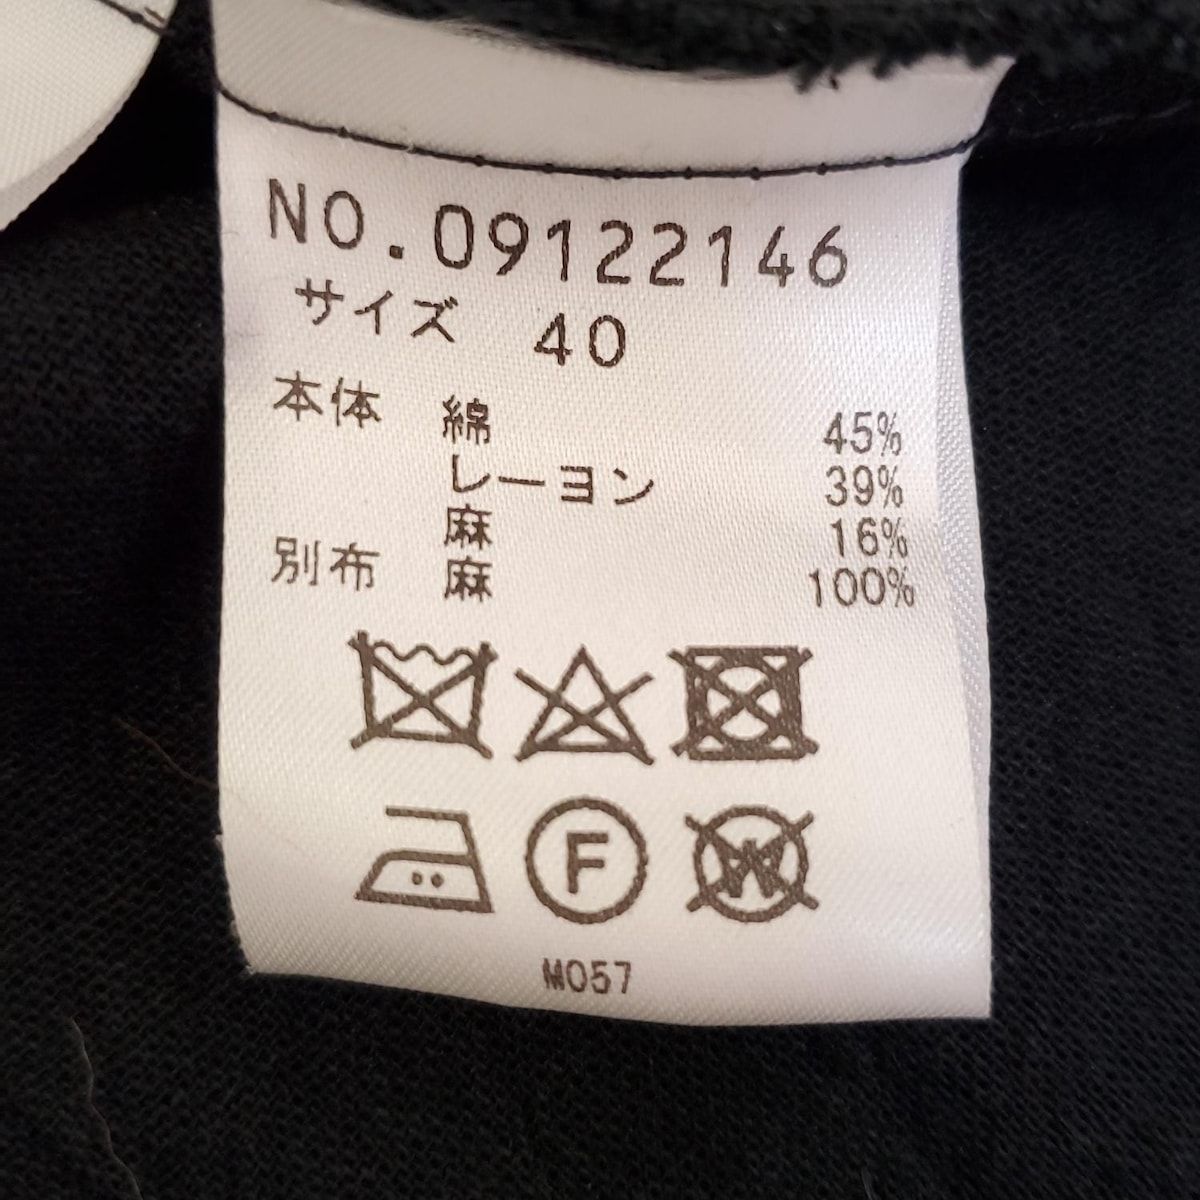 NO.09122146
サイズ 40
本体 綿 45%
レーヨン 39%
麻 16%
別布 麻 100%
F W
M057